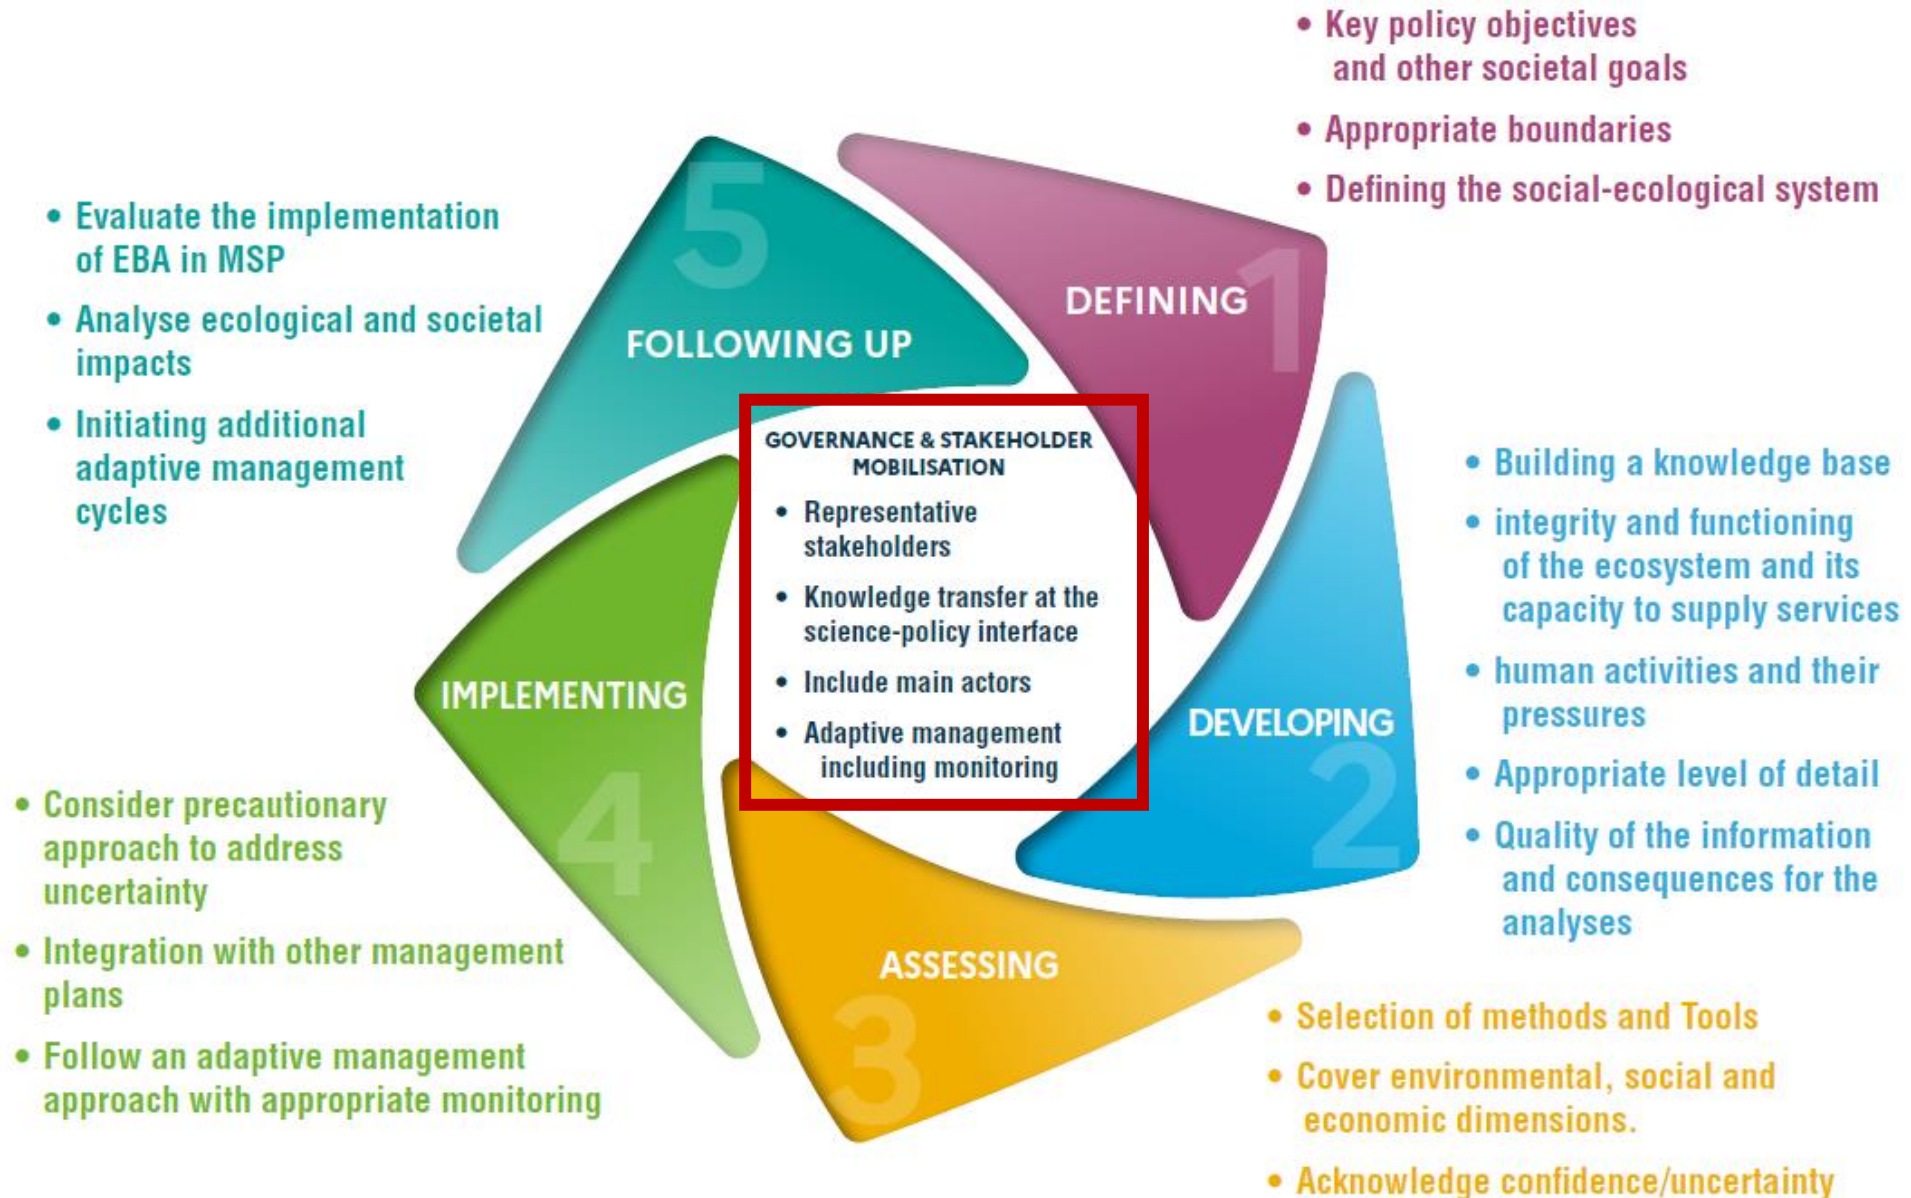 • Key policy objectives
and other societal goals
• Appropriate boundaries
• Defining the social-ecological system
1
DEFINING
• Building a knowledge base
• integrity and functioning
of the ecosystem and its
capacity to supply services
• human activities and their
pressures
• Appropriate level of detail
• Quality of the information
and consequences for the
analyses
DEVELOPING
2
• Selection of methods and Tools
• Cover environmental, social and
economic dimensions.
• Acknowledge confidence/uncertainty
ASSESSING
3
• Consider precautionary
approach to address
uncertainty
• Integration with other management
plans
• Follow an adaptive management
approach with appropriate monitoring
IMPLEMENTING
4
• Evaluate the implementation
of EBA in MSP
• Analyse ecological and societal
impacts
• Initiating additional
adaptive management
cycles
5
FOLLOWING UP
GOVERNANCE & STAKEHOLDER
MOBILISATION
• Representative
stakeholders
• Knowledge transfer at the
science-policy interface
• Include main actors
• Adaptive management
including monitoring